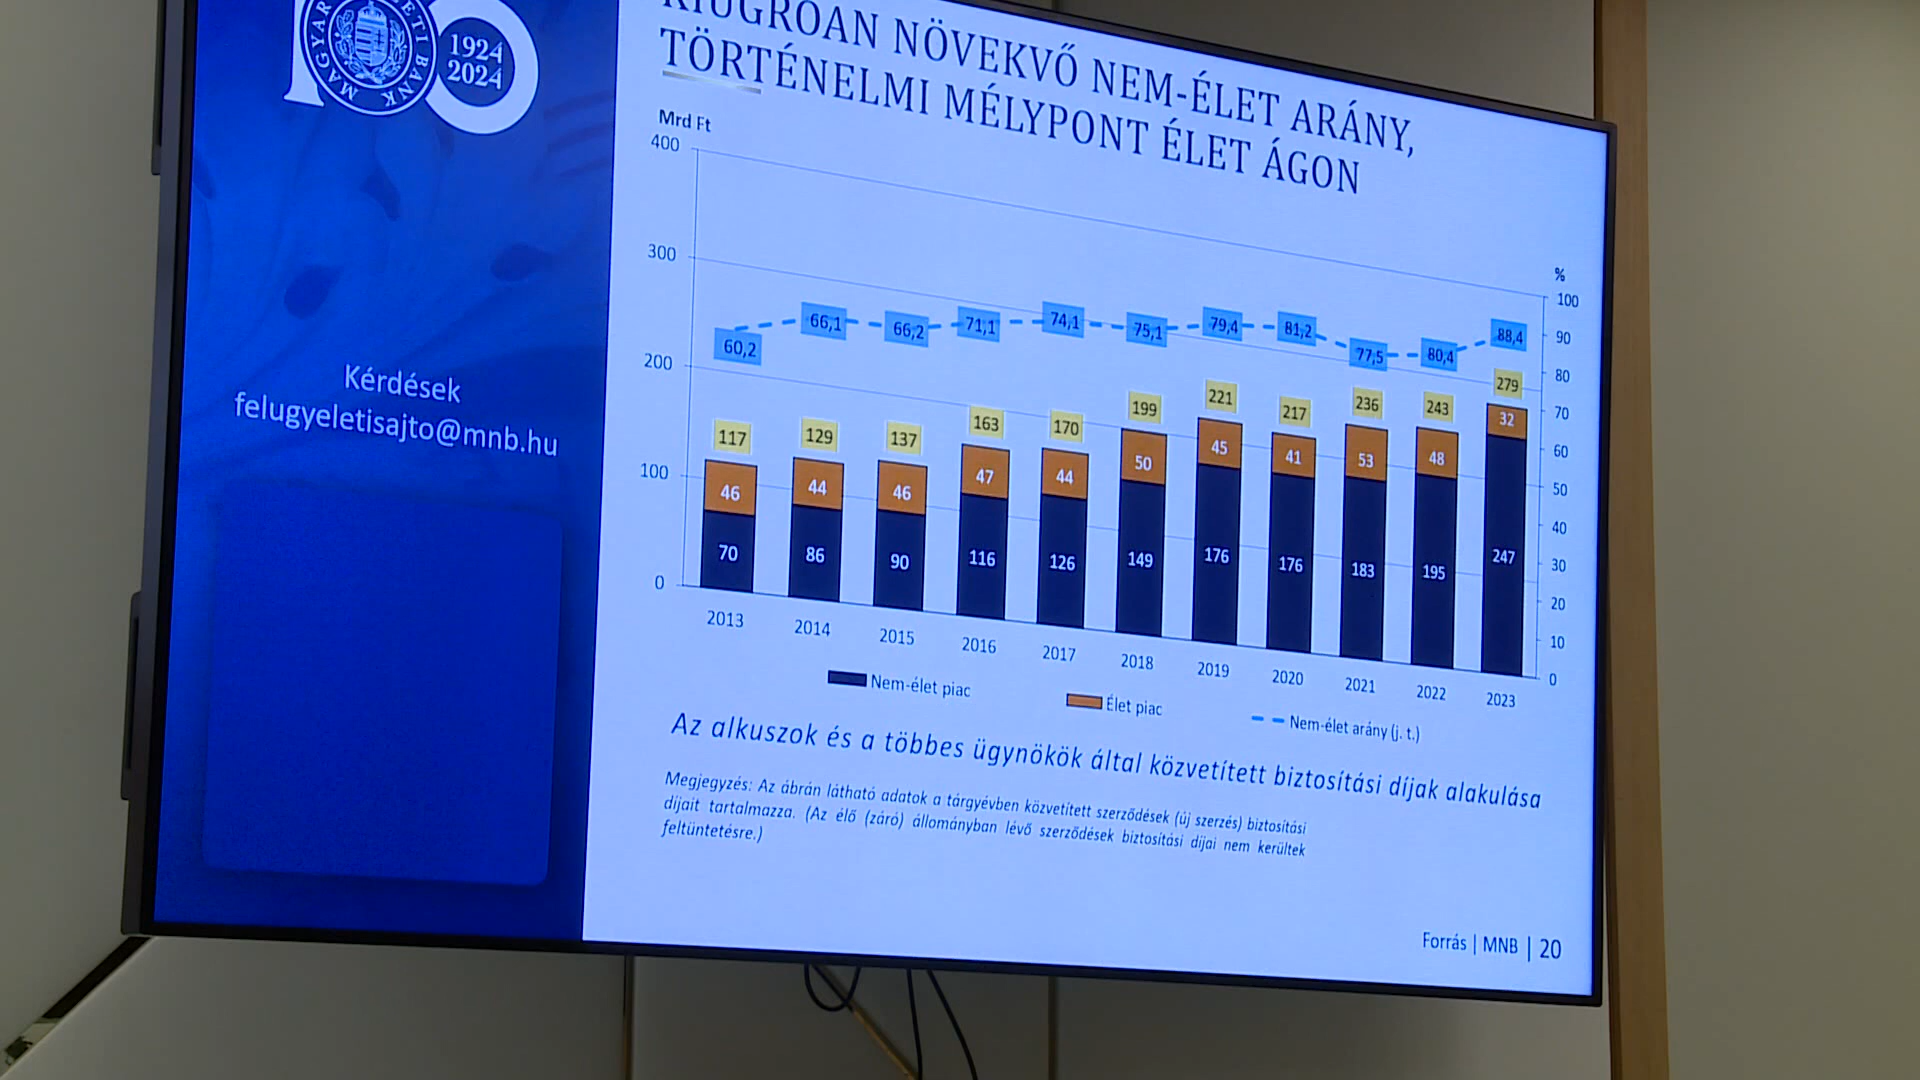 1924
2024
KIUGRÓAN NÖVEKVŐ NEM-ÉLET ARÁNY,
TÖRTÉNELMI MÉLYPONT ÉLET ÁGON
Kérdések
felugyeletisajto@mnb.hu
Mrd Ft
400
300
200
100
0
%
100
90
80
70
60
50
40
30
20
10
0
60,2 66,1 66,2 71,1 74,1 75,1 79,4 81,2 77,5 80,4 88,4
117 129 137 163 170 199 221 217 236 243 279
46 44 46 47 44 50 45 41 53 48 32
70 86 90 116 126 149 176 176 183 195 247
2013 2014 2015 2016 2017 2018 2019 2020 2021 2022 2023
Nem-élet piac Élet piac Nem-élet arány (j. t.)
Az alkuszok és a többes ügynökök által közvetített biztosítási díjak alakulása
Megjegyzés: Az ábrán látható adatok a tárgyévben közvetített szerződések (új szerzés) biztosítási
díjait tartalmazza. (Az élő (záró) állományban lévő szerződések biztosítási díjai nem kerültek
feltüntetésre.)
Forrás | MNB | 20